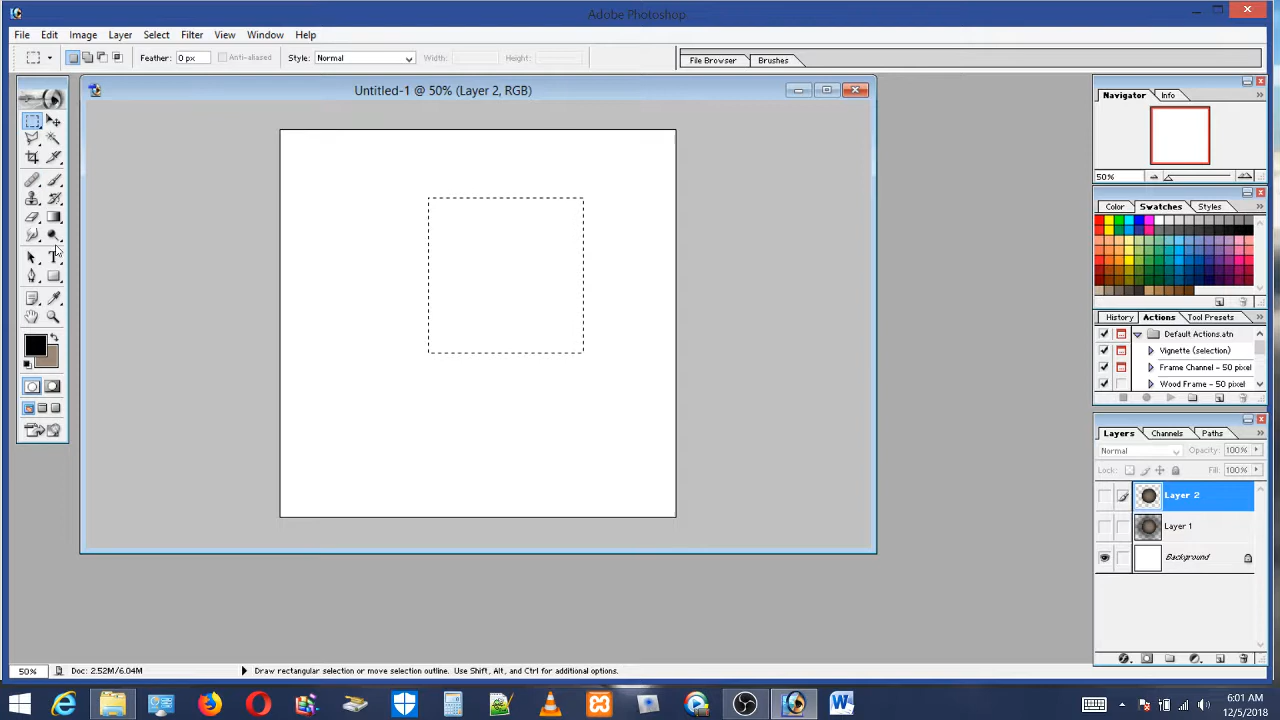 Adobe Photoshop
File Edit Image Layer Select Filter View Window Help
Feather: 0 px Anti-aliased Style: Normal Width: Height: File Browser Brushes
Untitled-1 @ 50% (Layer 2, RGB)
Navigator Info
50%
Color Swatches Styles
History Actions Tool Presets
Default Actions.atn
Vignette (selection)
Frame Channel - 50 pixel
Wood Frame - 50 pixel
Layers Channels Paths
Normal Opacity: 100%
Lock: Fill: 100%
Layer 2
Layer 1
Background
50% Doc: 2.52M/6.04M Draw rectangular selection or move selection outline. Use Shift, Alt, and Ctrl for additional options.
6:01 AM
12/5/2018